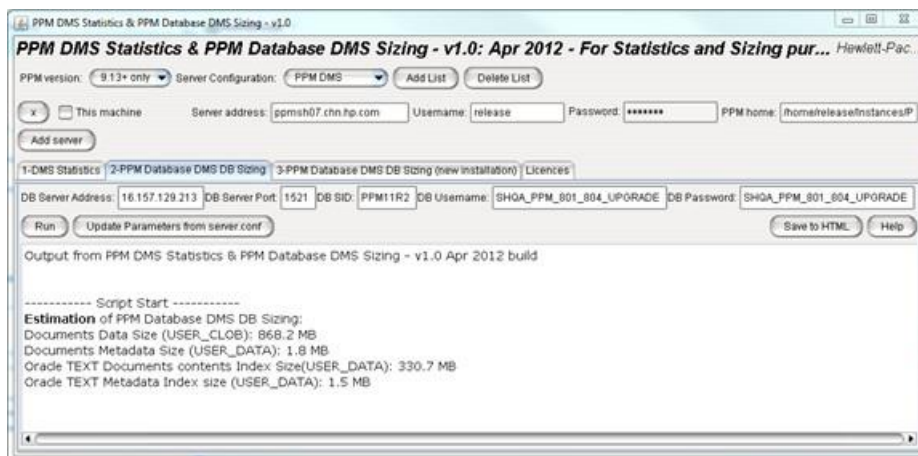 PPM DMS Statistics & PPM Database DMS Sizing - v1.0
PPM DMS Statistics & PPM Database DMS Sizing - v1.0: Apr 2012 - For Statistics and Sizing pur... Hewlett-Pac...
PPM version: 9.13+ only Server Configuration: PPM DMS Add List Delete List
x This machine Server address: ppmsh07.chn.hp.com Username: release Password: ******* PPM home: /home/release/Instances/P
Add server
1-DMS Statistics 2-PPM Database DMS DB Sizing 3-PPM Database DMS DB Sizing (new installation) Licences
DB Server Address: 16.157.129.213 DB Server Port: 1521 DB SID: PPM11R2 DB Username: SHQA_PPM_801_804_UPGRADE DB Password: SHQA_PPM_801_804_UPGRADE
Run Update Parameters from server.conf Save to HTML Help
Output from PPM DMS Statistics & PPM Database DMS Sizing - v1.0 Apr 2012 build
----------- Script Start -----------
Estimation of PPM Database DMS DB Sizing:
Documents Data Size (USER_CLOB): 868.2 MB
Documents Metadata Size (USER_DATA): 1.8 MB
Oracle TEXT Documents contents Index Size(USER_DATA): 330.7 MB
Oracle TEXT Metadata Index size (USER_DATA): 1.5 MB